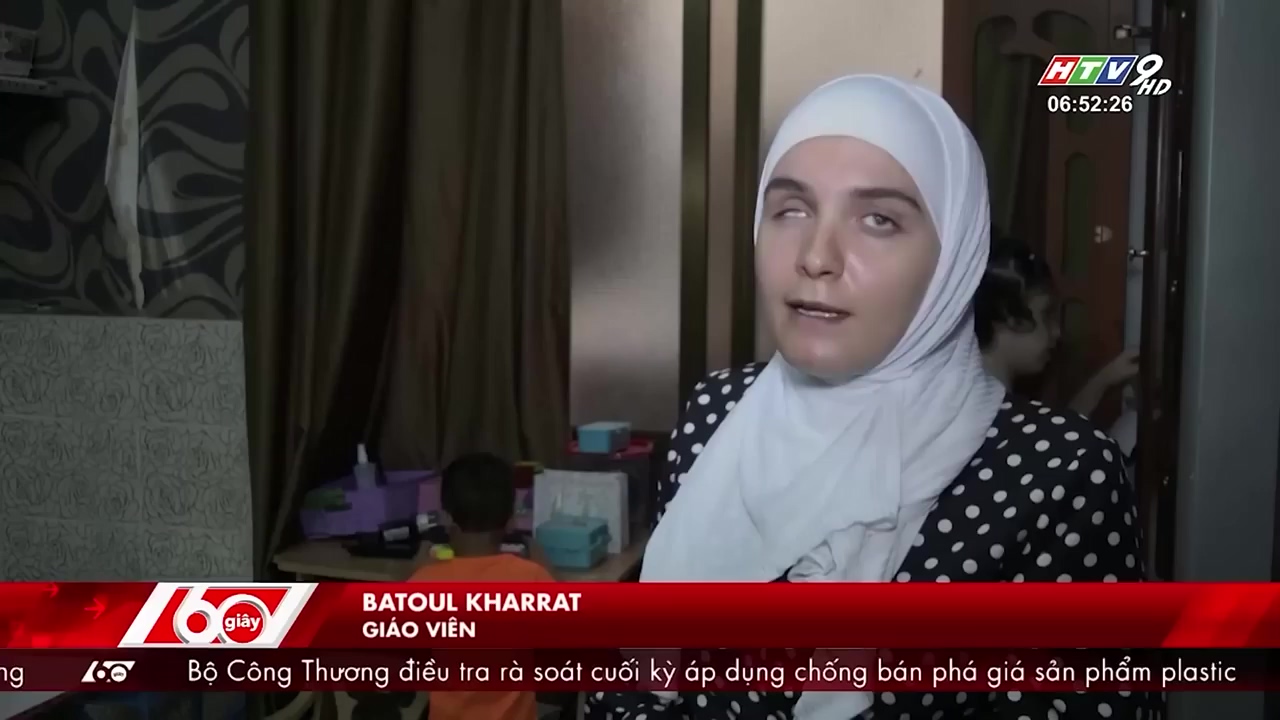 HTV9
HD
06:52:26
BATOUL KHARRAT
60 giây
GIÁO VIÊN
ng
60 giây
Bộ Công Thương điều tra rà soát cuối kỳ áp dụng chống bán phá giá sản phẩm plastic